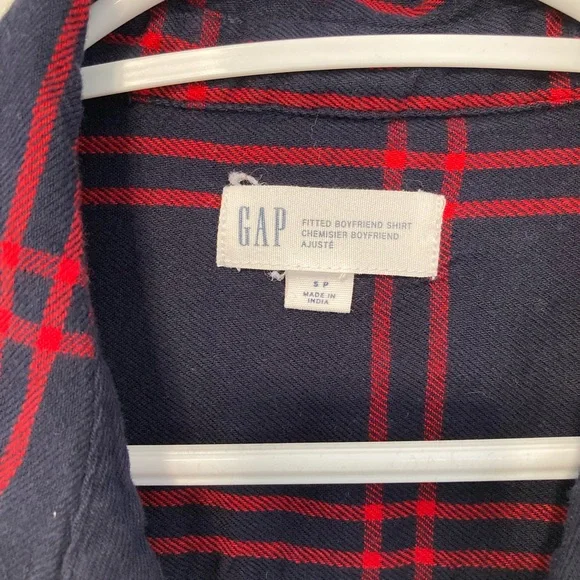 GAP
FITTED BOYFRIEND SHIRT
CHEMISIER BOYFRIEND
AJUSTÉ
S P
MADE IN
INDIA